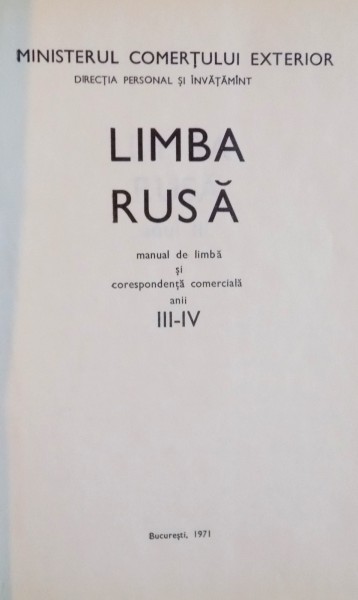 MINISTERUL COMERȚULUI EXTERIOR
DIRECȚIA PERSONAL ȘI ÎNVĂȚĂMÎNT
LIMBA
RUSĂ
manual de limbă
și
corespondență comercială
anii
III-IV
București, 1971